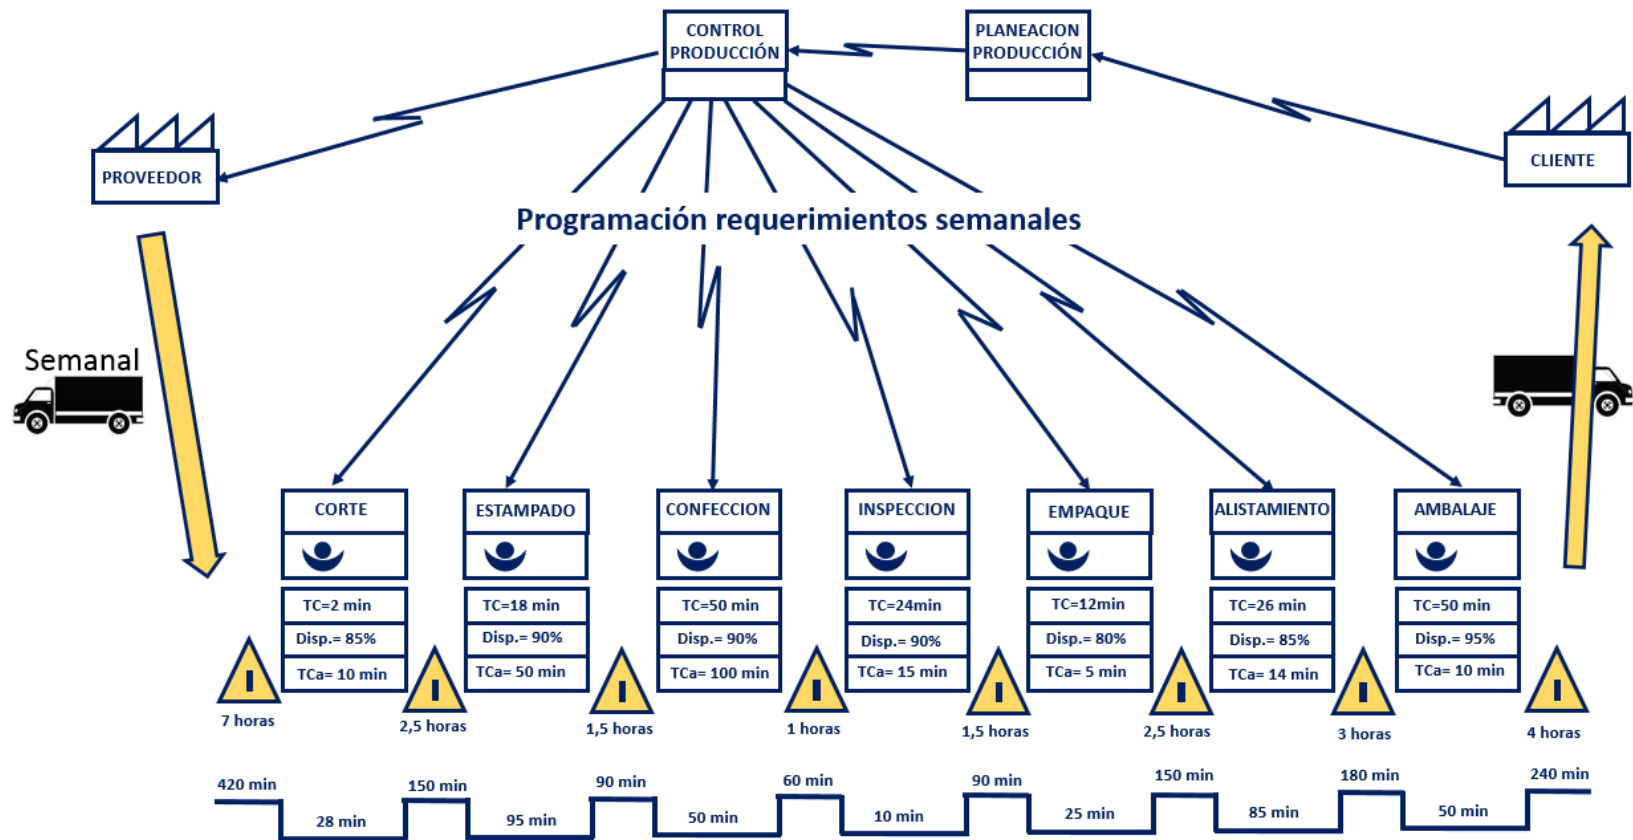 CONTROL
PRODUCCIÓN
PLANEACION
PRODUCCIÓN
PROVEEDOR
CLIENTE
Programación requerimientos semanales
Semanal
CORTE
TC=2 min
Disp.= 85%
TCa= 10 min
ESTAMPADO
TC=18 min
Disp.= 90%
TCa= 50 min
CONFECCION
TC=50 min
Disp.= 90%
TCa= 100 min
INSPECCION
TC=24min
Disp.= 90%
TCa= 15 min
EMPAQUE
TC=12min
Disp.= 80%
TCa= 5 min
ALISTAMIENTO
TC=26 min
Disp.= 85%
TCa= 14 min
AMBALAJE
TC=50 min
Disp.= 95%
TCa= 10 min
I
I
I
I
I
I
I
I
7 horas
2,5 horas
1,5 horas
1 horas
1,5 horas
2,5 horas
3 horas
4 horas
420 min
150 min
90 min
60 min
90 min
150 min
180 min
240 min
28 min
95 min
50 min
10 min
25 min
85 min
50 min